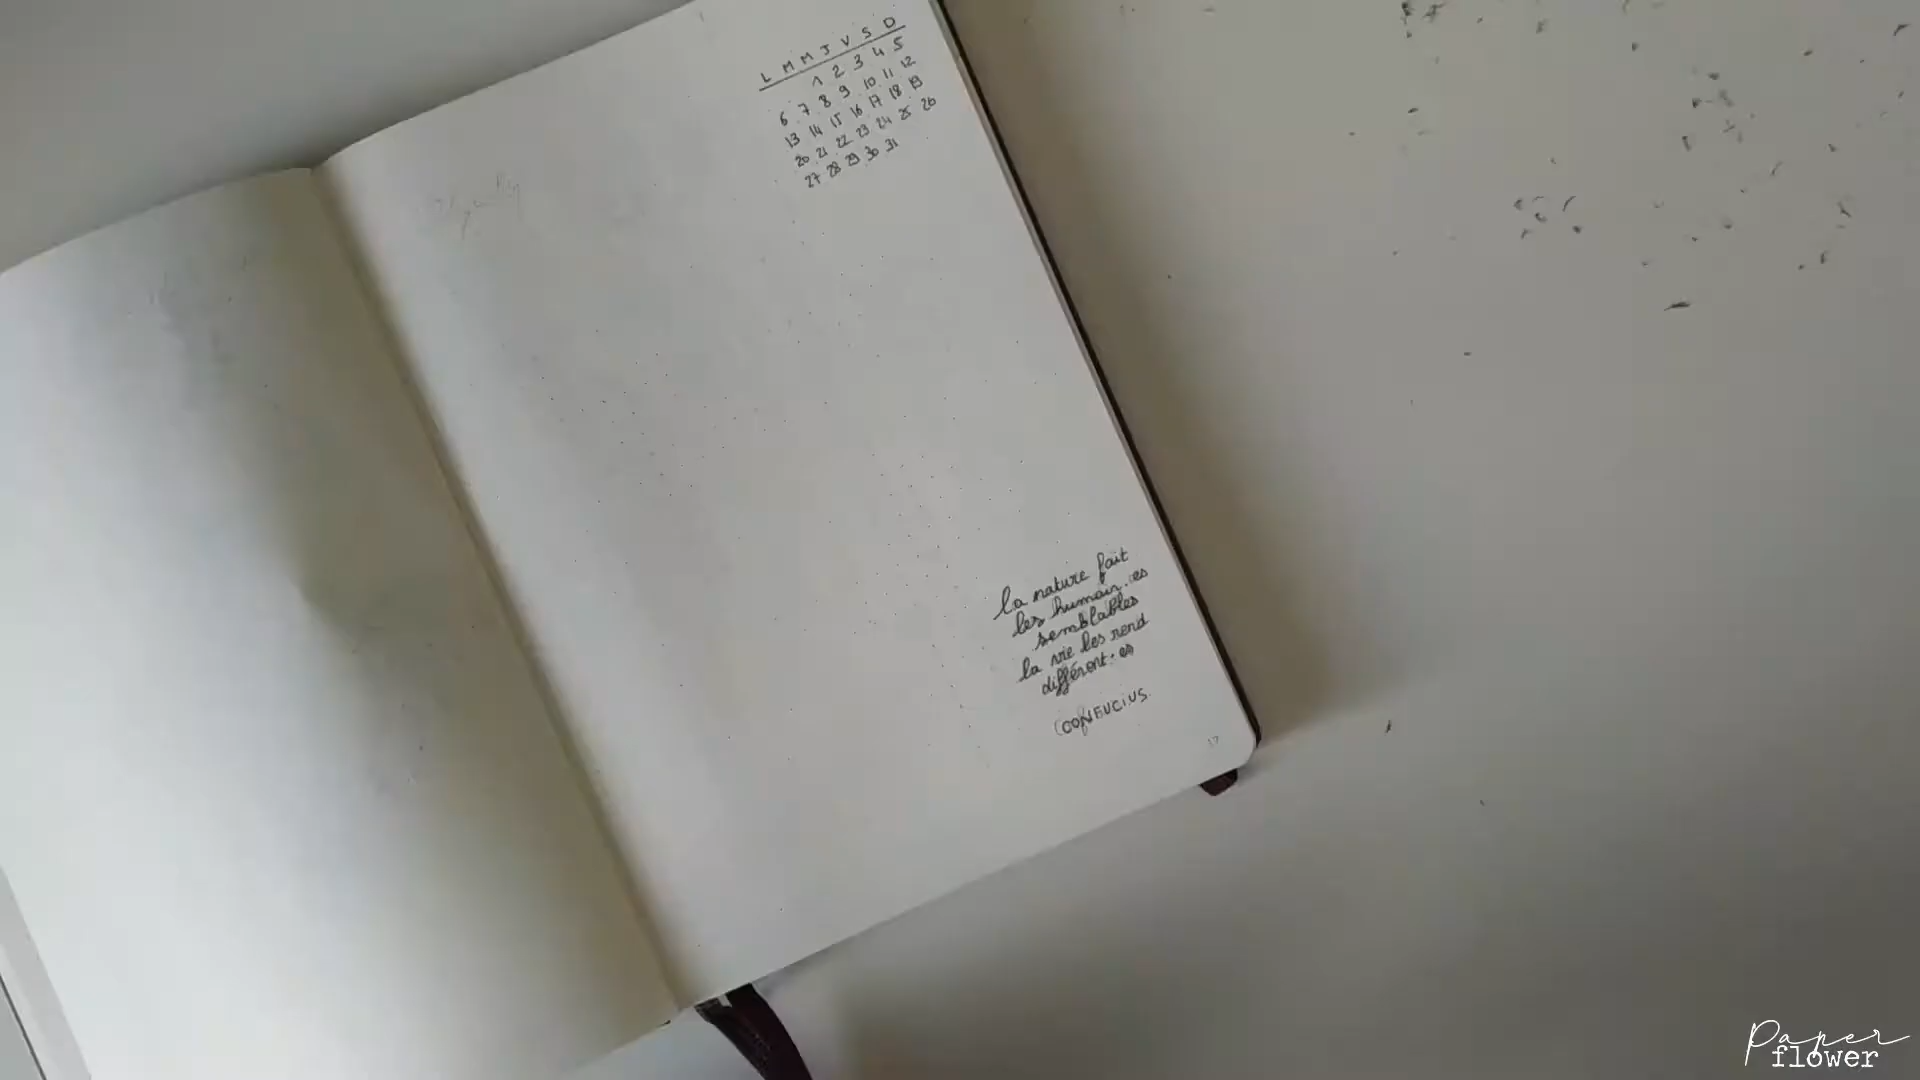 L M M J V S D
1 2 3 4 5
6 7 8 9 10 11 12
13 14 15 16 17 18 19
20 21 22 23 24 25 26
27 28 29 30 31
la nature fait
les humain.es
semblables
la vie les rend
différent.es
CONFUCIUS.
17
Paper
flower